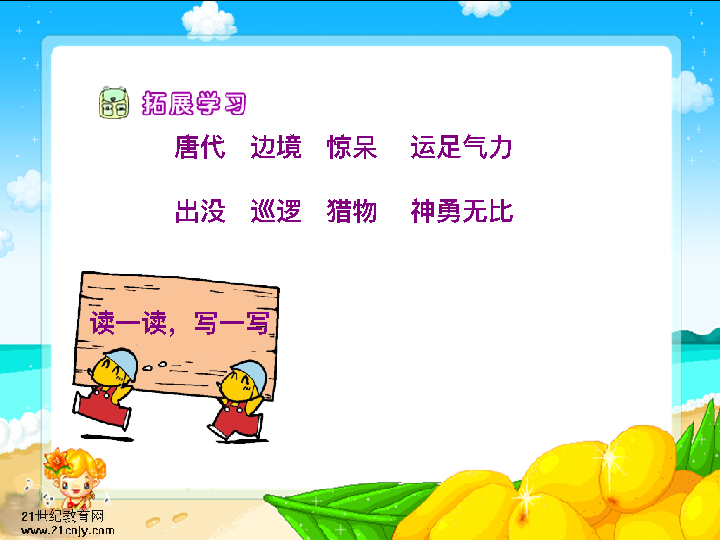 拓展学习
唐代 边境 惊呆 运足气力
出没 巡逻 猎物 神勇无比
读一读，写一写
21世纪教育网
www.21cnjy.com